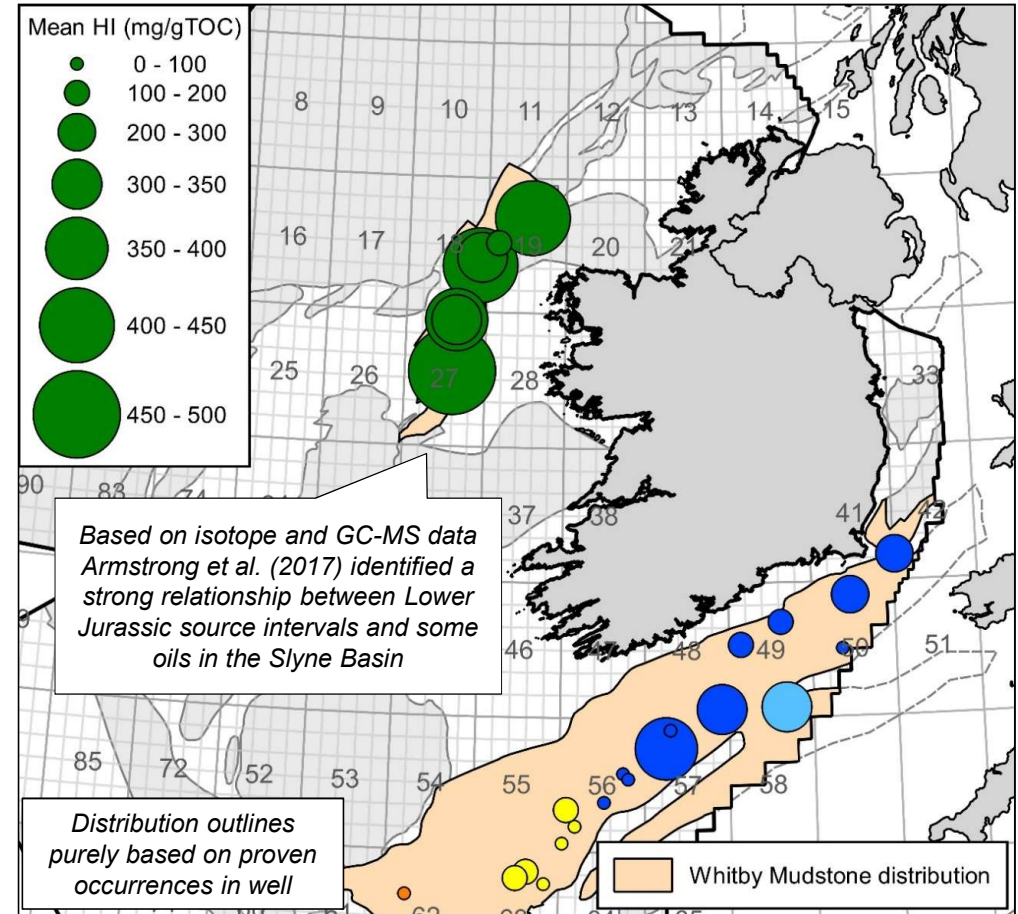 Mean HI (mg/gTOC)
0 - 100
100 - 200
200 - 300
300 - 350
350 - 400
400 - 450
450 - 500
8
9
10
11
12
13
14
15
16
17
18
19
20
21
25
26
27
28
33
90
83
74
37
38
41
42
Based on isotope and GC-MS data
Armstrong et al. (2017) identified a
strong relationship between Lower
Jurassic source intervals and some
oils in the Slyne Basin
46
47
48
49
50
51
85
72
52
53
54
55
56
57
58
Distribution outlines
purely based on proven
occurrences in well
Whitby Mudstone distribution